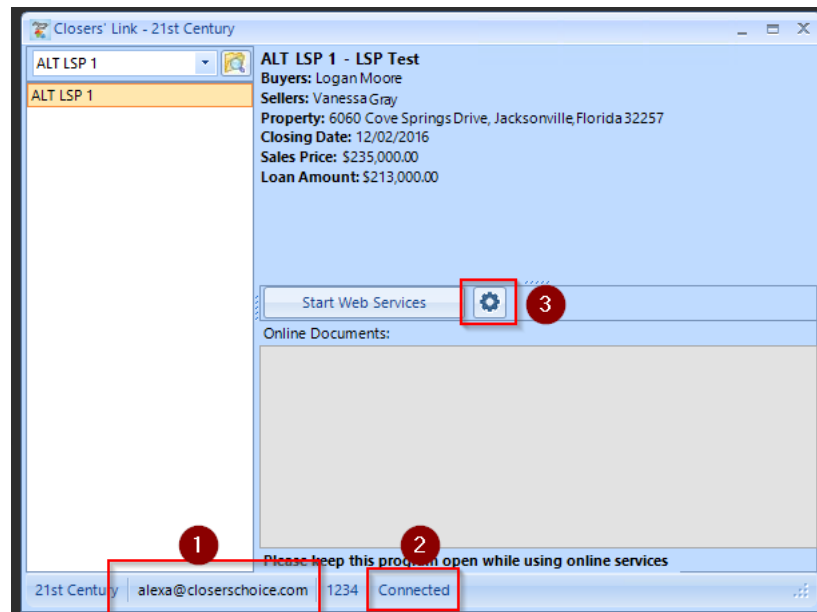 Closers' Link - 21st Century
ALT LSP 1
ALT LSP 1
ALT LSP 1 - LSP Test
Buyers: Logan Moore
Sellers: Vanessa Gray
Property: 6060 Cove Springs Drive, Jacksonville, Florida 32257
Closing Date: 12/02/2016
Sales Price: $235,000.00
Loan Amount: $213,000.00
Start Web Services
3
Online Documents:
1
2
Please keep this program open while using online services
21st Century alexa@closerschoice.com 1234 Connected